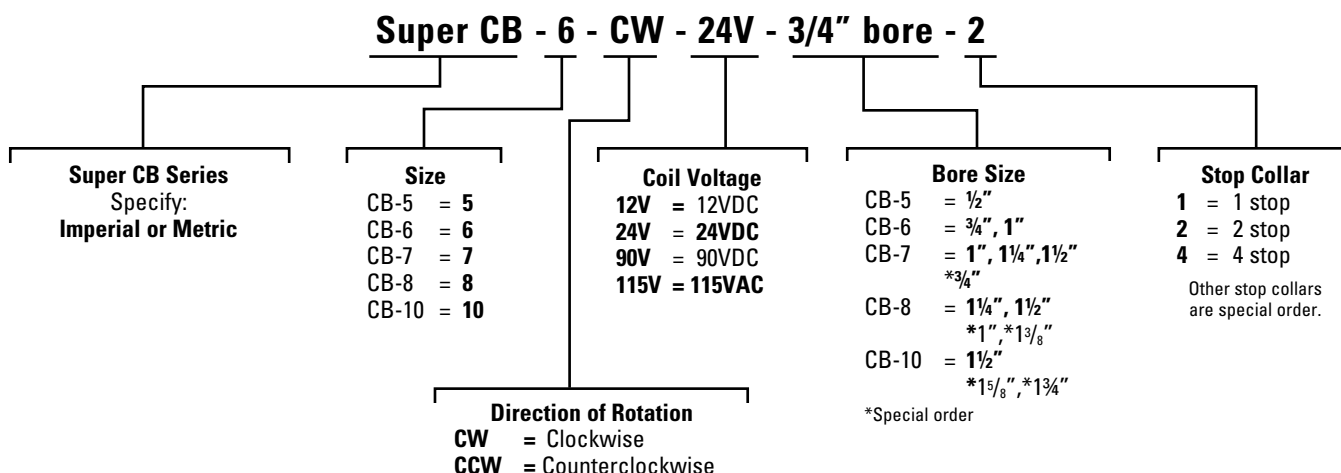 Super CB - 6 - CW - 24V - 3/4" bore - 2
Super CB Series
Specify:
Imperial or Metric
Size
CB-5 = 5
CB-6 = 6
CB-7 = 7
CB-8 = 8
CB-10 = 10
Direction of Rotation
CW = Clockwise
CCW = Counterclockwise
Coil Voltage
12V = 12VDC
24V = 24VDC
90V = 90VDC
115V = 115VAC
Bore Size
CB-5 = ½"
CB-6 = ¾", 1"
CB-7 = 1", 1¼",1½"
*¾"
CB-8 = 1¼", 1½"
*1",*1³/₈"
CB-10 = 1½"
*1⁵/₈",*1¾"
*Special order
Stop Collar
1 = 1 stop
2 = 2 stop
4 = 4 stop
Other stop collars
are special order.